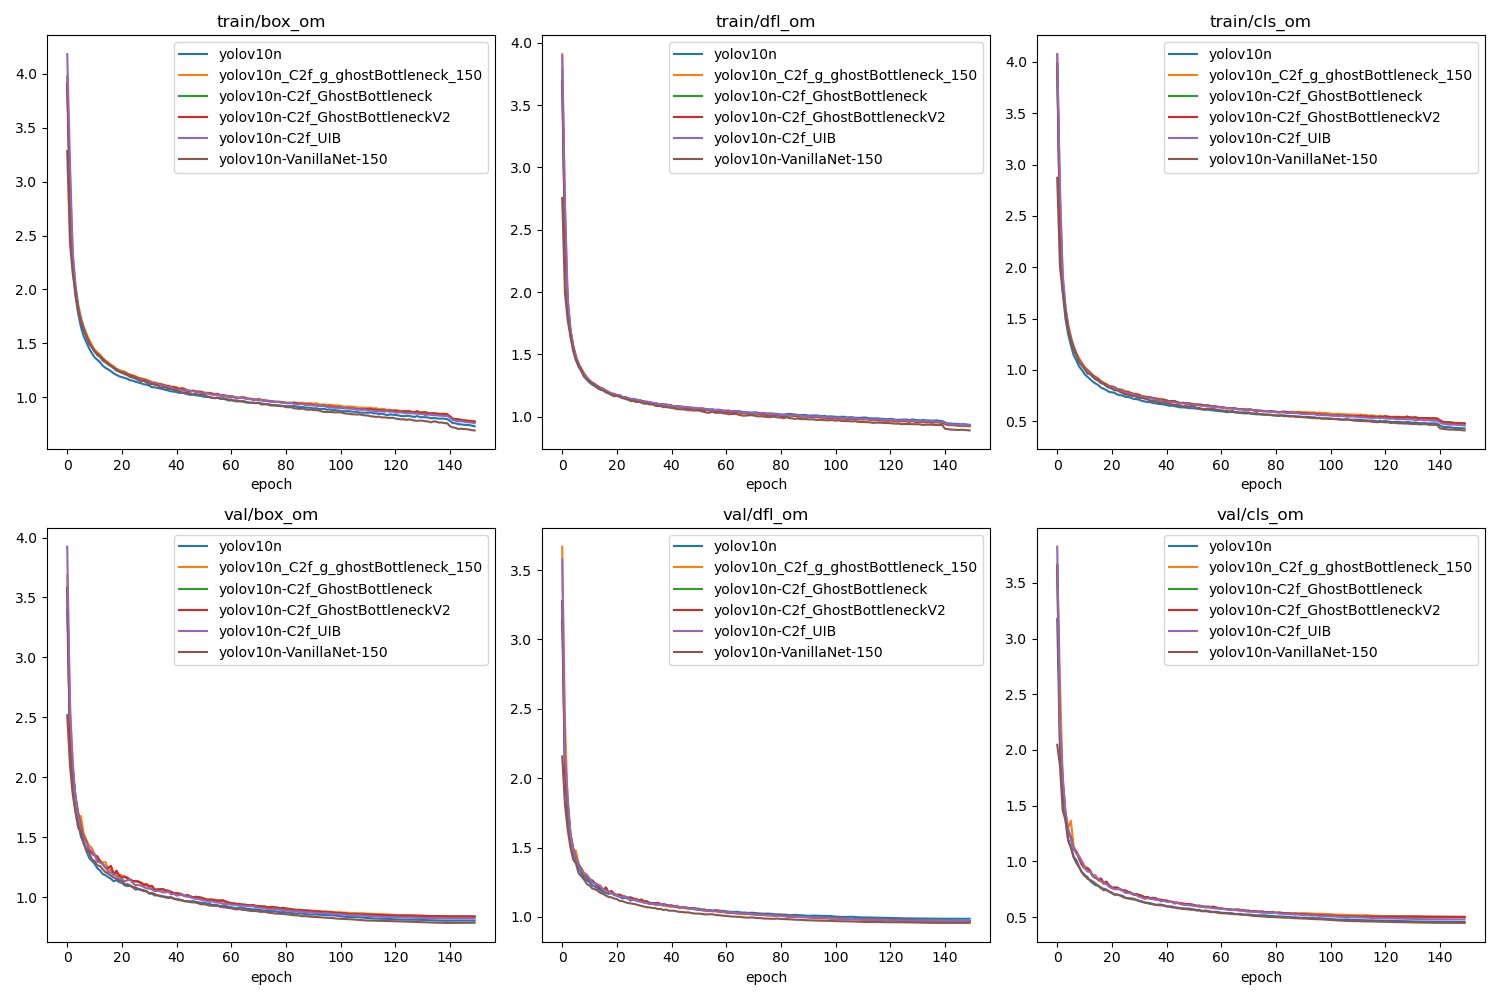 train/box_om
4.0
3.5
3.0
2.5
2.0
1.5
1.0
yolov10n
yolov10n_C2f_g_ghostBottleneck_150
yolov10n-C2f_GhostBottleneck
yolov10n-C2f_GhostBottleneckV2
yolov10n-C2f_UIB
yolov10n-VanillaNet-150
0 20 40 60 80 100 120 140
epoch
train/dfl_om
4.0
3.5
3.0
2.5
2.0
1.5
1.0
yolov10n
yolov10n_C2f_g_ghostBottleneck_150
yolov10n-C2f_GhostBottleneck
yolov10n-C2f_GhostBottleneckV2
yolov10n-C2f_UIB
yolov10n-VanillaNet-150
0 20 40 60 80 100 120 140
epoch
train/cls_om
4.0
3.5
3.0
2.5
2.0
1.5
1.0
0.5
yolov10n
yolov10n_C2f_g_ghostBottleneck_150
yolov10n-C2f_GhostBottleneck
yolov10n-C2f_GhostBottleneckV2
yolov10n-C2f_UIB
yolov10n-VanillaNet-150
0 20 40 60 80 100 120 140
epoch
val/box_om
4.0
3.5
3.0
2.5
2.0
1.5
1.0
yolov10n
yolov10n_C2f_g_ghostBottleneck_150
yolov10n-C2f_GhostBottleneck
yolov10n-C2f_GhostBottleneckV2
yolov10n-C2f_UIB
yolov10n-VanillaNet-150
0 20 40 60 80 100 120 140
epoch
val/dfl_om
3.5
3.0
2.5
2.0
1.5
1.0
yolov10n
yolov10n_C2f_g_ghostBottleneck_150
yolov10n-C2f_GhostBottleneck
yolov10n-C2f_GhostBottleneckV2
yolov10n-C2f_UIB
yolov10n-VanillaNet-150
0 20 40 60 80 100 120 140
epoch
val/cls_om
3.5
3.0
2.5
2.0
1.5
1.0
0.5
yolov10n
yolov10n_C2f_g_ghostBottleneck_150
yolov10n-C2f_GhostBottleneck
yolov10n-C2f_GhostBottleneckV2
yolov10n-C2f_UIB
yolov10n-VanillaNet-150
0 20 40 60 80 100 120 140
epoch